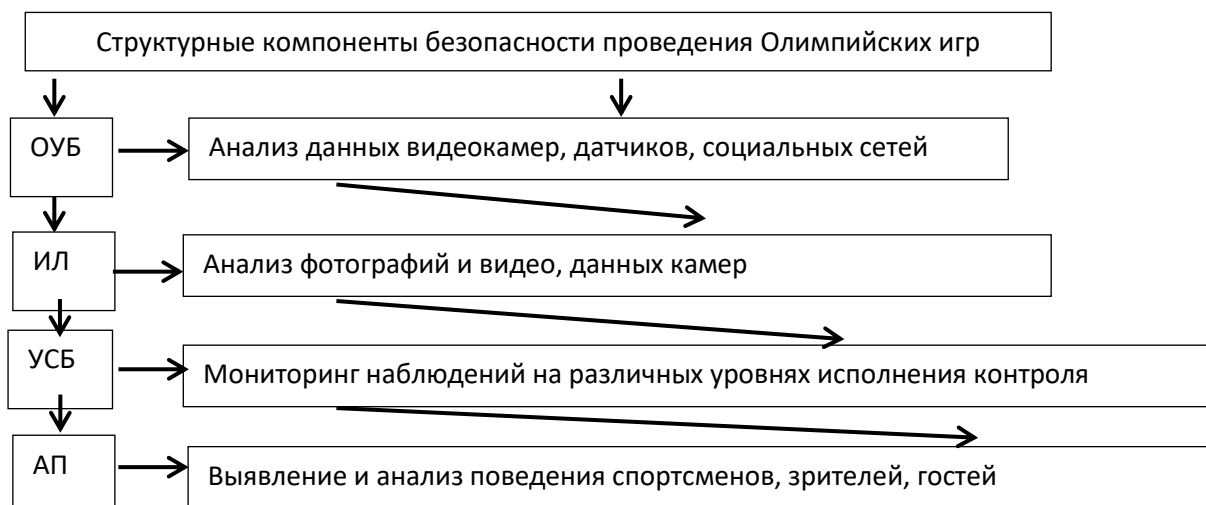 Структурные компоненты безопасности проведения Олимпийских игр
ОУБ
Анализ данных видеокамер, датчиков, социальных сетей
ИЛ
Анализ фотографий и видео, данных камер
УСБ
Мониторинг наблюдений на различных уровнях исполнения контроля
АП
Выявление и анализ поведения спортсменов, зрителей, гостей